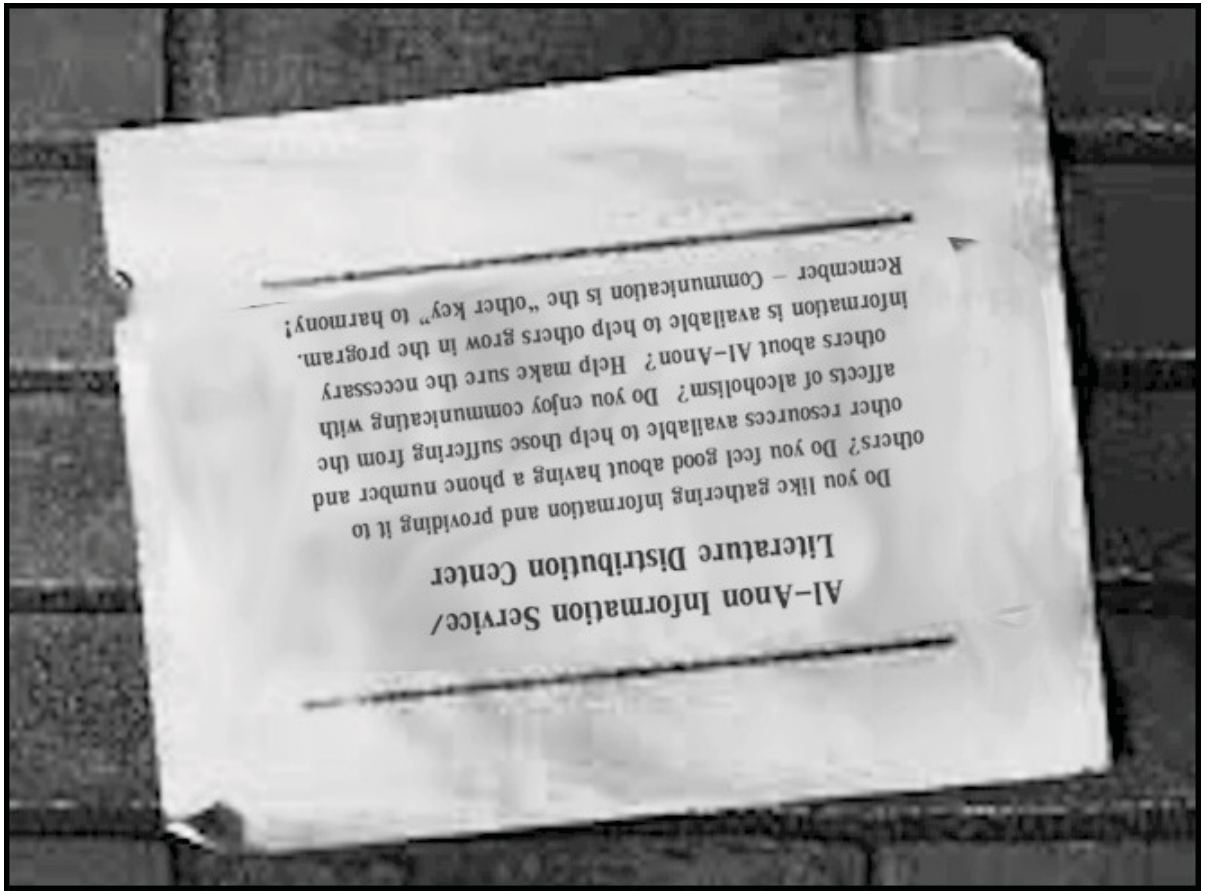 Al-Anon Information Service/
Literature Distribution Center
Do you like gathering information and providing it to
others? Do you feel good about having a phone number and
other resources available to help those suffering from the
affects of alcoholism? Do you enjoy communicating with
others about Al-Anon? Help make sure the necessary
information is available to help others grow in the program.
Remember - Communication is the "other key" to harmony!